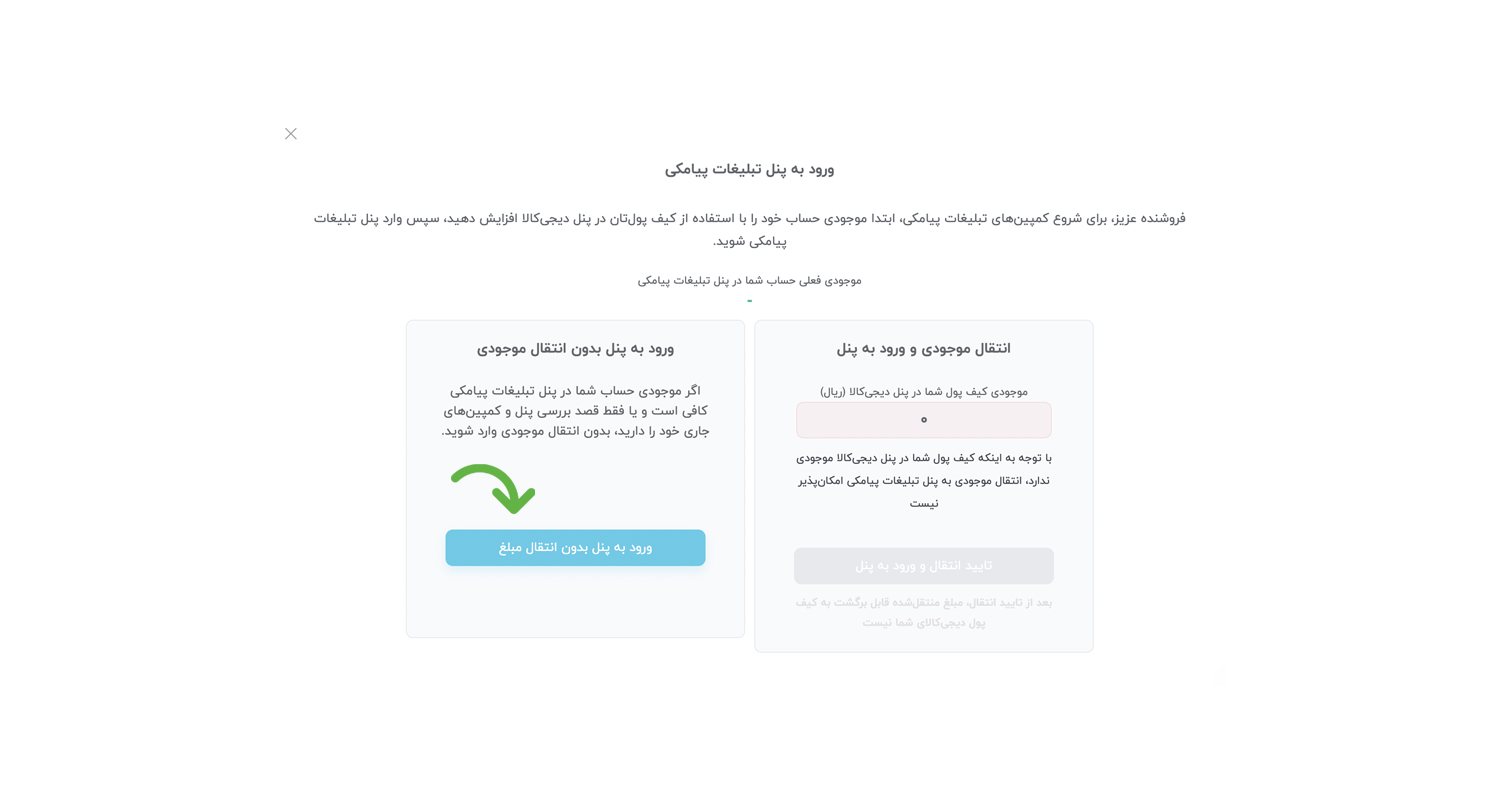 ورود به پنل تبلیغات پیامکی
فروشنده عزیز، برای شروع کمپین‌های تبلیغات پیامکی، ابتدا موجودی حساب خود را با استفاده از کیف پول‌تان در پنل دیجی‌کالا افزایش دهید، سپس وارد پنل تبلیغات
پیامکی شوید.
موجودی فعلی حساب شما در پنل تبلیغات پیامکی
-
انتقال موجودی و ورود به پنل
موجودی کیف پول شما در پنل دیجی‌کالا (ریال)
۰
با توجه به اینکه کیف پول شما در پنل دیجی‌کالا موجودی
ندارد، انتقال موجودی به پنل تبلیغات پیامکی امکان‌پذیر
نیست
تایید انتقال و ورود به پنل
بعد از تایید انتقال، مبلغ منتقل‌شده قابل برگشت به کیف
پول دیجی‌کالای شما نیست
ورود به پنل بدون انتقال موجودی
اگر موجودی حساب شما در پنل تبلیغات پیامکی
کافی است و یا فقط قصد بررسی پنل و کمپین‌های
جاری خود را دارید، بدون انتقال موجودی وارد شوید.
ورود به پنل بدون انتقال مبلغ